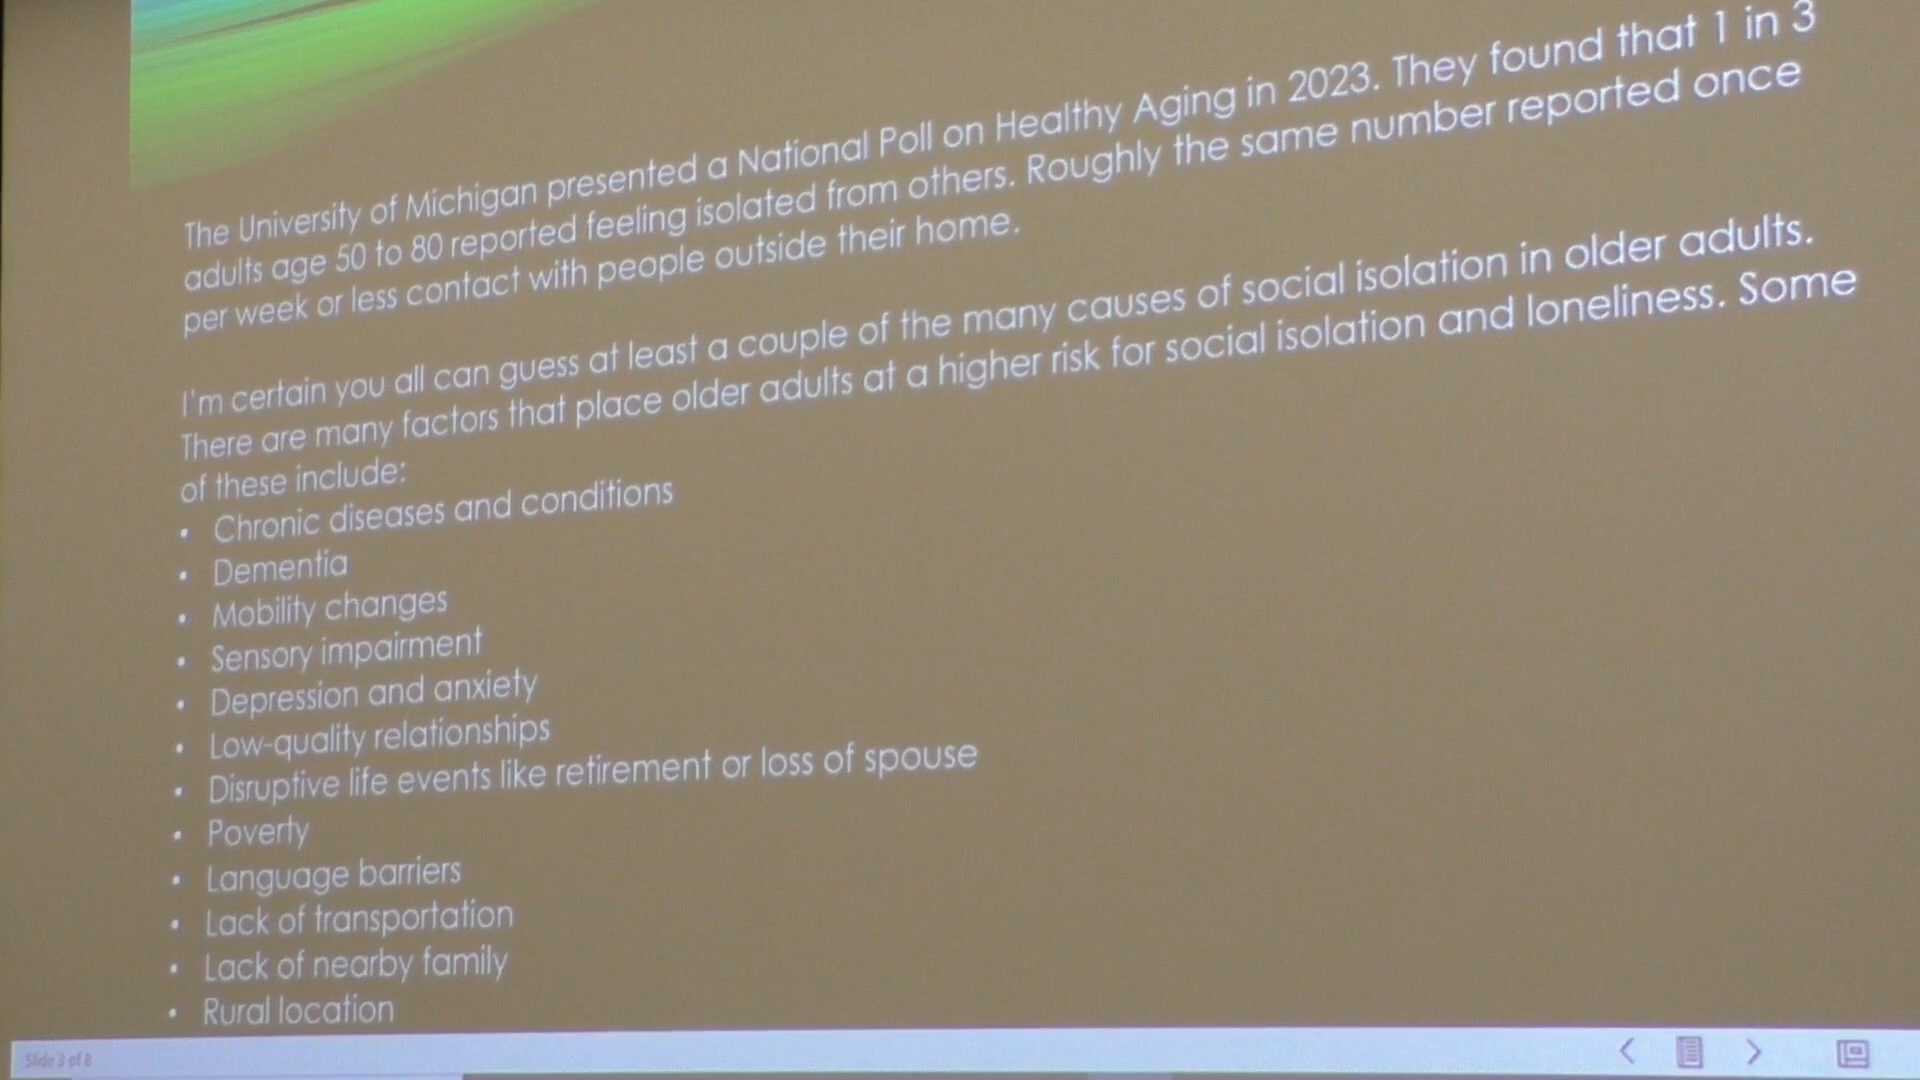 The University of Michigan presented a National Poll on Healthy Aging in 2023. They found that 1 in 3
adults age 50 to 80 reported feeling isolated from others. Roughly the same number reported once
per week or less contact with people outside their home.
I'm certain you all can guess at least a couple of the many causes of social isolation in older adults.
There are many factors that place older adults at a higher risk for social isolation and loneliness. Some
of these include:
• Chronic diseases and conditions
• Dementia
• Mobility changes
• Sensory impairment
• Depression and anxiety
• Low-quality relationships
• Disruptive life events like retirement or loss of spouse
• Poverty
• Language barriers
• Lack of transportation
• Lack of nearby family
• Rural location
Slide 3 of 8